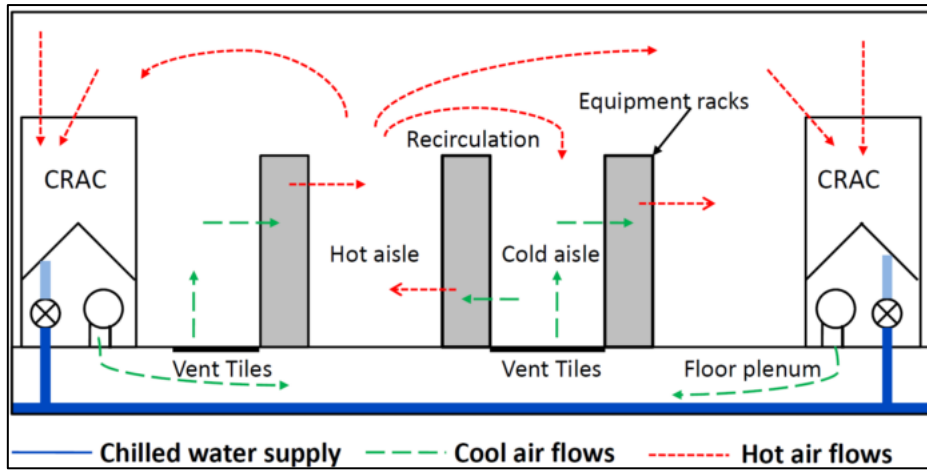 Equipment racks
Recirculation
CRAC
CRAC
Hot aisle
Cold aisle
Vent Tiles
Vent Tiles
Floor plenum
Chilled water supply
Cool air flows
Hot air flows